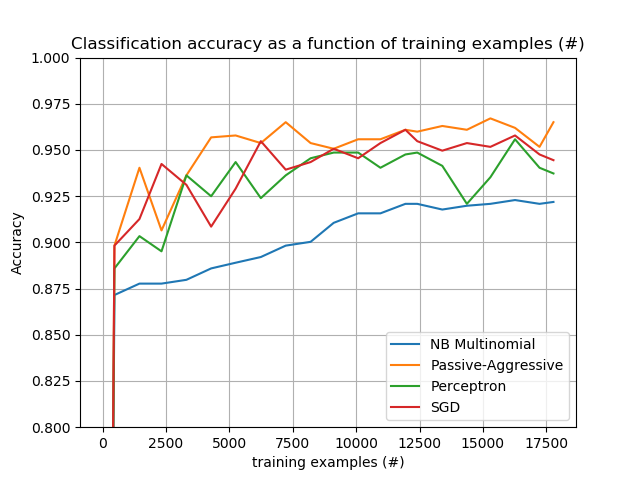 Classification accuracy as a function of training examples (#)
1.000
0.975
0.950
0.925
0.900
0.875
0.850
0.825
0.800
Accuracy
NB Multinomial
Passive-Aggressive
Perceptron
SGD
0 2500 5000 7500 10000 12500 15000 17500
training examples (#)